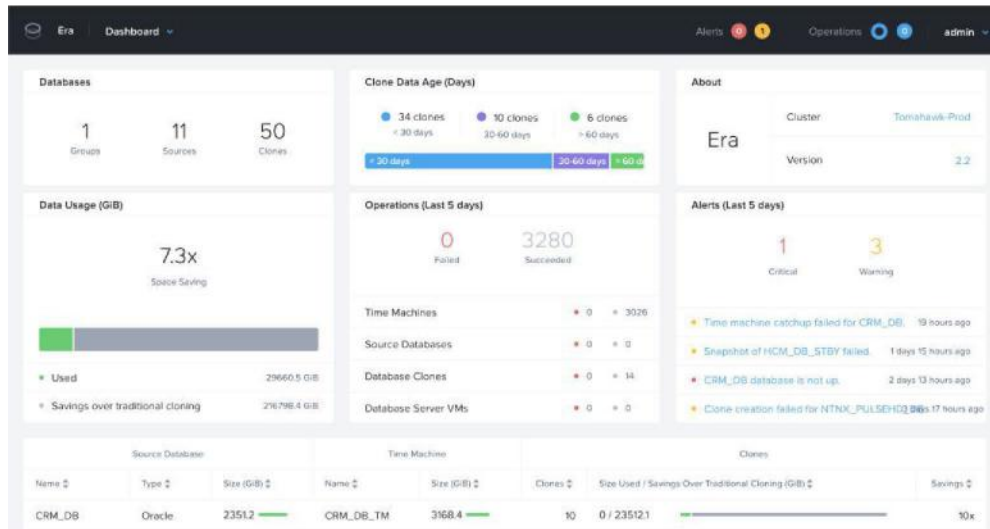 Era Dashboard Alerts 0 1 Operations 0 admin
Databases
1 11 50
Groups Sources Clones
Clone Data Age (Days)
34 clones 10 clones 6 clones
< 30 days 30-60 days > 60 days
< 30 days 30-60 days > 60 d
About
Era
Cluster Tomahawk-Prod
Version 2.2
Data Usage (GiB)
7.3x
Space Saving
Used 29660.5 GiB
Savings over traditional cloning 216798.4 GiB
Operations (Last 5 days)
0 3280
Failed Succeeded
Time Machines 0 3026
Source Databases 0 0
Database Clones 0 14
Database Server VMs 0 0
Alerts (Last 5 days)
1 3
Critical Warning
Time machine catchup failed for CRM_DB. 19 hours ago
Snapshot of HCM_DB_STBY failed. 1 days 15 hours ago
CRM_DB database is not up. 2 days 13 hours ago
Clone creation failed for 17 hours ago
Source Database Time Machine Clones
Name Type Size (GiB) Name Size (GiB) Clones Size Used / Savings Over Traditional Cloning (GiB) Savings
CRM_DB Oracle 2351.2 CRM_DB_TM 3168.4 10 0 / 23512.1 10x